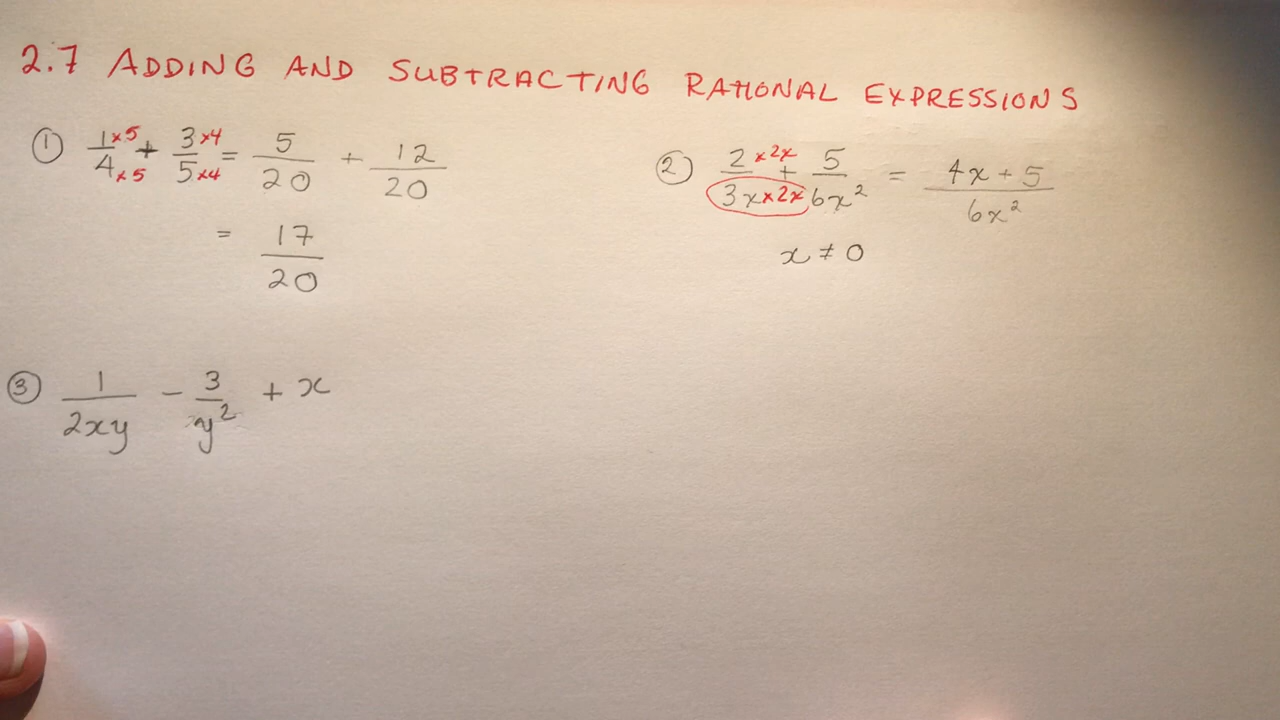 2.7 ADDING AND SUBTRACTING RATIONAL EXPRESSIONS
① 1×5/4×5 + 3×4/5×4 = 5/20 + 12/20
= 17/20
② 2×2x/3x×2x + 5/6x² = 4x + 5/6x²
x ≠ 0
③ 1/2xy − 3/y² + x